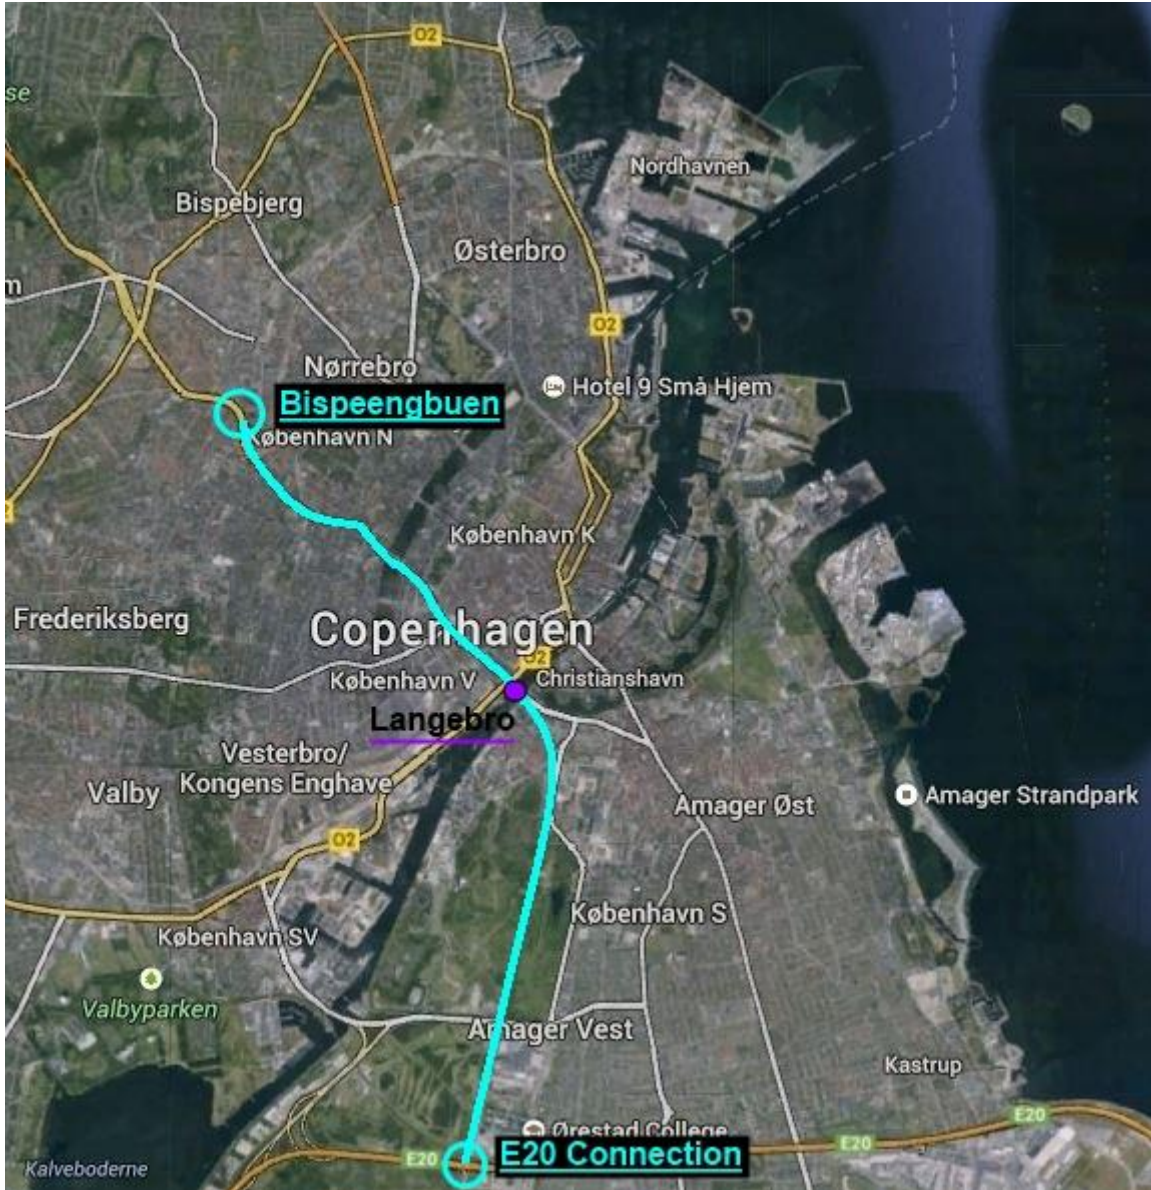 O2
se
Nordhavnen
Bispebjerg
Østerbro
m
O2
Nørrebro
Hotel 9 Små Hjem
Bispeengbuen
København N
København K
Frederiksberg
Copenhagen
O2
København V
Christianshavn
Langebro
Vesterbro/
Kongens Enghave
Valby
Amager Strandpark
Amager Øst
O2
København S
København SV
Valbyparken
Amager Vest
Kastrup
E20
Ørestad College
E20
E20
E20 Connection
Kalveboderne